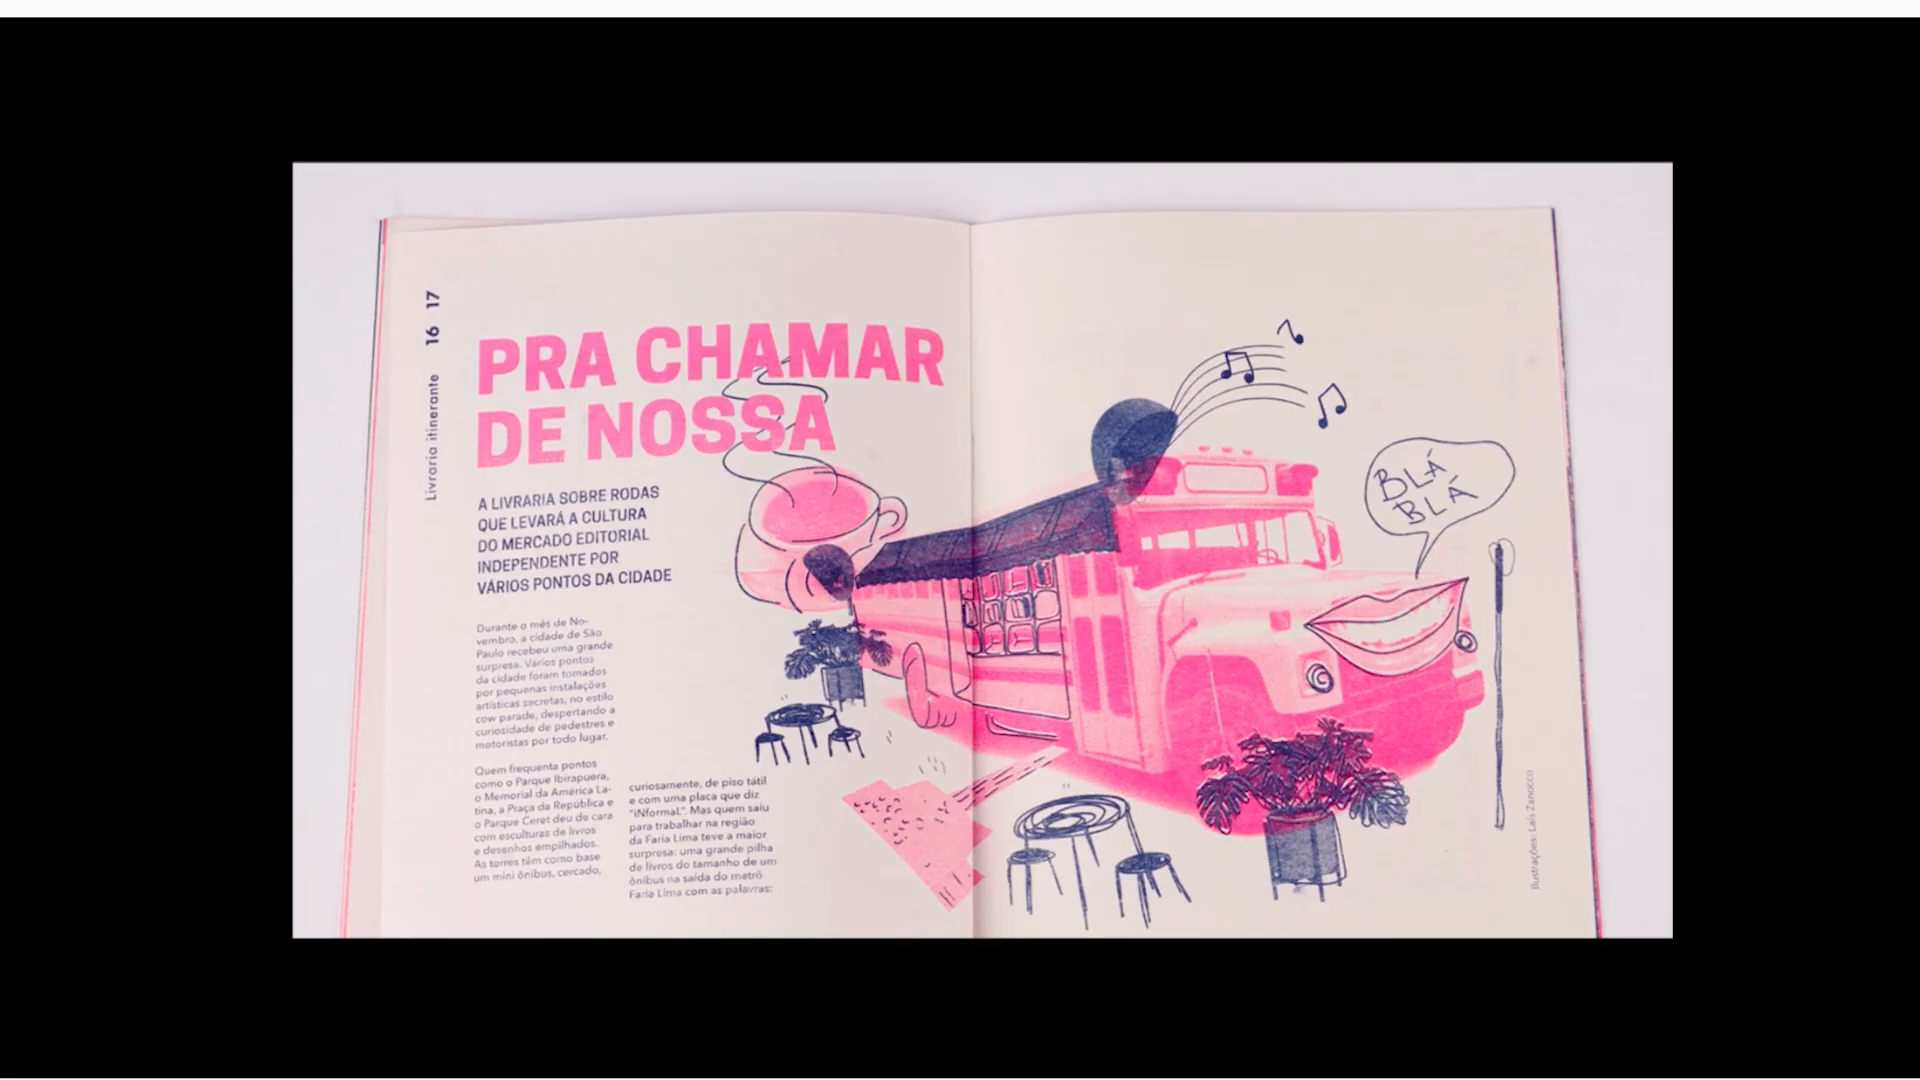 Livraria itinerante 16 17
PRA CHAMAR
DE NOSSA
A LIVRARIA SOBRE RODAS
QUE LEVARÁ A CULTURA
DO MERCADO EDITORIAL
INDEPENDENTE POR
VÁRIOS PONTOS DA CIDADE
Durante o mês de No-
vembro, a cidade de São
Paulo recebeu uma grande
surpresa. Vários pontos
da cidade foram tomados
por pequenas instalações
artísticas secretas, no estilo
cow parade, despertando a
curiosidade de pedestres e
motoristas por todo lugar.
Quem frequenta pontos
como o Parque Ibirapuera,
o Memorial da América La-
tina, a Praça da República e
o Parque Ceret deu de cara
com esculturas de livros
e desenhos empilhados.
As torres têm como base
um mini ônibus, cercado,
curiosamente, de piso tátil
e com uma placa que diz
"iNformal". Mas quem saiu
para trabalhar na região
da Faria Lima teve a maior
surpresa: uma grande pilha
de livros do tamanho de um
ônibus na saída do metrô
Faria Lima com as palavras:
BLÁ
BLÁ
Ilustrações: Laís Zanocco